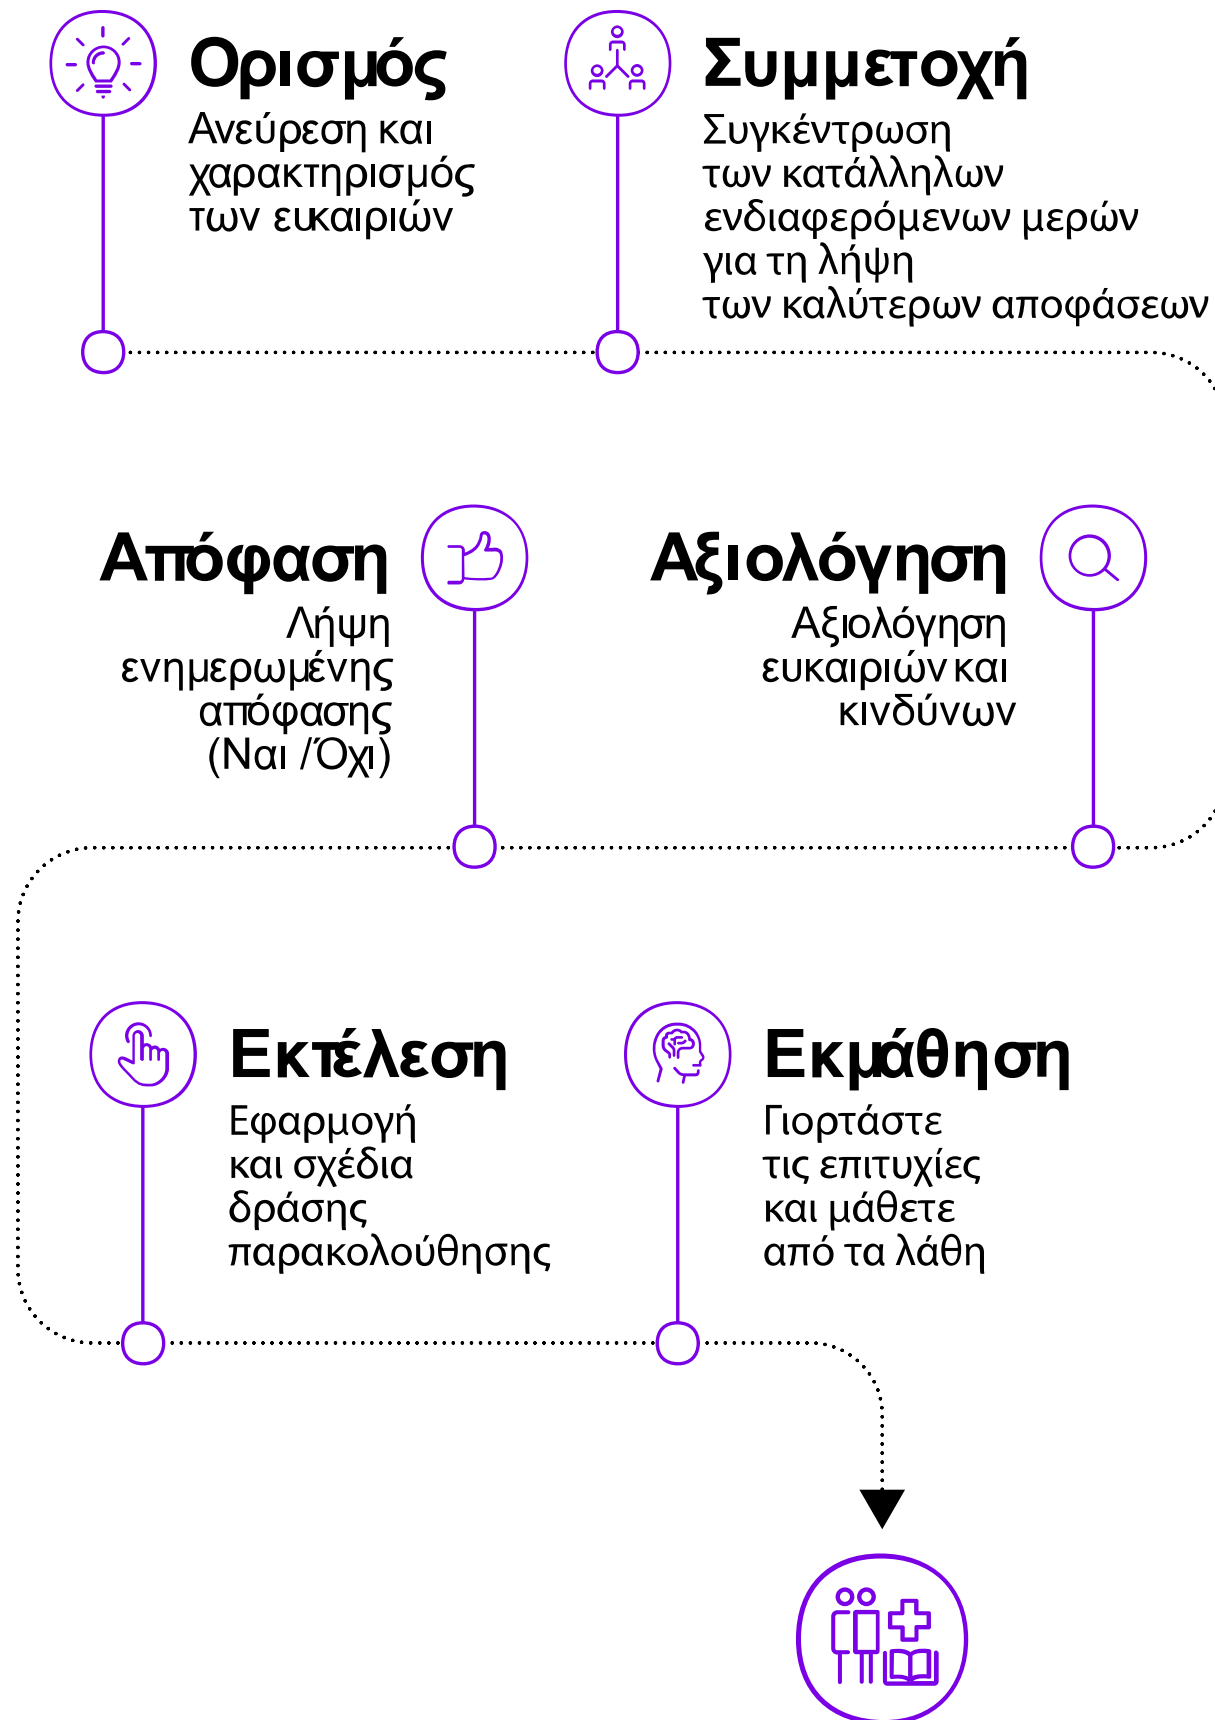 Ορισμός
Ανεύρεση και
χαρακτηρισμός
των ευκαιριών
Συμμετοχή
Συγκέντρωση
των κατάλληλων
ενδιαφερόμενων μερών
για τη λήψη
των καλύτερων αποφάσεων
Αξιολόγηση
Αξιολόγηση
ευκαιριών και
κινδύνων
Απόφαση
Λήψη
ενημερωμένης
απόφασης
(Ναι /Όχι)
Εκτέλεση
Εφαρμογή
και σχέδια
δράσης
παρακολούθησης
Εκμάθηση
Γιορτάστε
τις επιτυχίες
και μάθετε
από τα λάθη